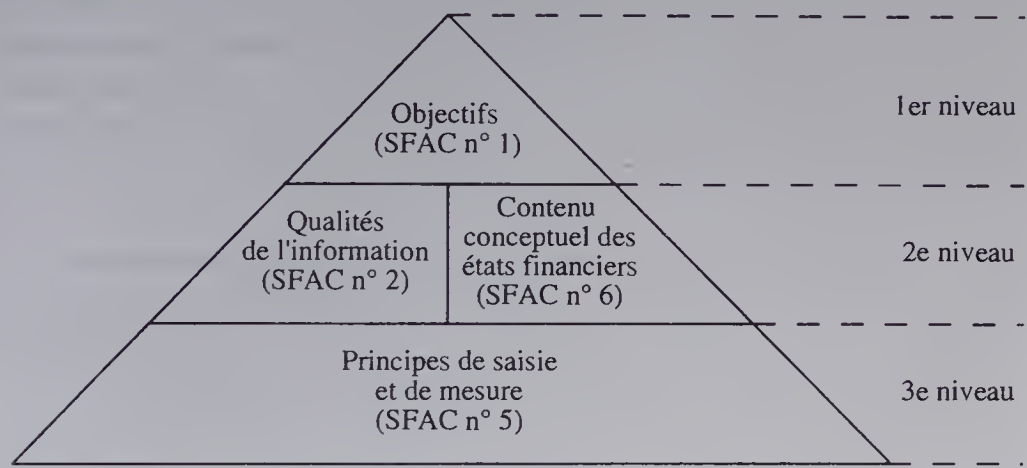 Objectifs
(SFAC n° 1)
1er niveau
Qualités
de l'information
(SFAC n° 2)
Contenu
conceptuel des
états financiers
(SFAC n° 6)
2e niveau
Principes de saisie
et de mesure
(SFAC n° 5)
3e niveau